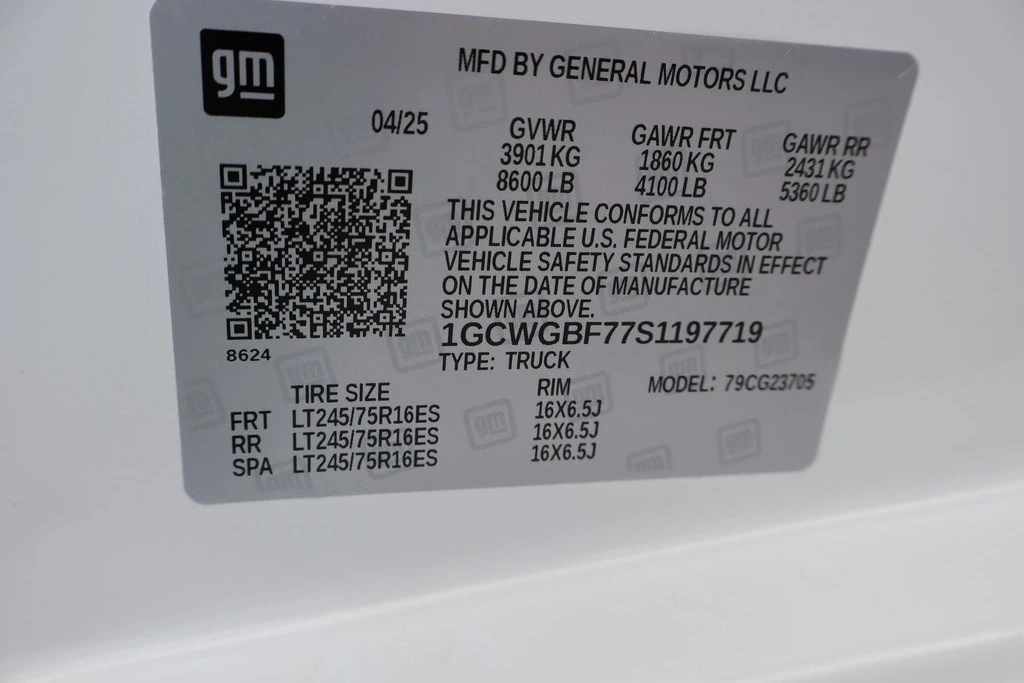 gm
MFD BY GENERAL MOTORS LLC
04/25
GVWR
3901 KG
8600 LB
GAWR FRT
1860 KG
4100 LB
GAWR RR
2431 KG
5360 LB
THIS VEHICLE CONFORMS TO ALL
APPLICABLE U.S. FEDERAL MOTOR
VEHICLE SAFETY STANDARDS IN EFFECT
ON THE DATE OF MANUFACTURE
SHOWN ABOVE.
1GCWGBF77S1197719
8624
TYPE: TRUCK
MODEL: 79CG23705
TIRE SIZE RIM
FRT LT245/75R16ES 16X6.5J
RR LT245/75R16ES 16X6.5J
SPA LT245/75R16ES 16X6.5J